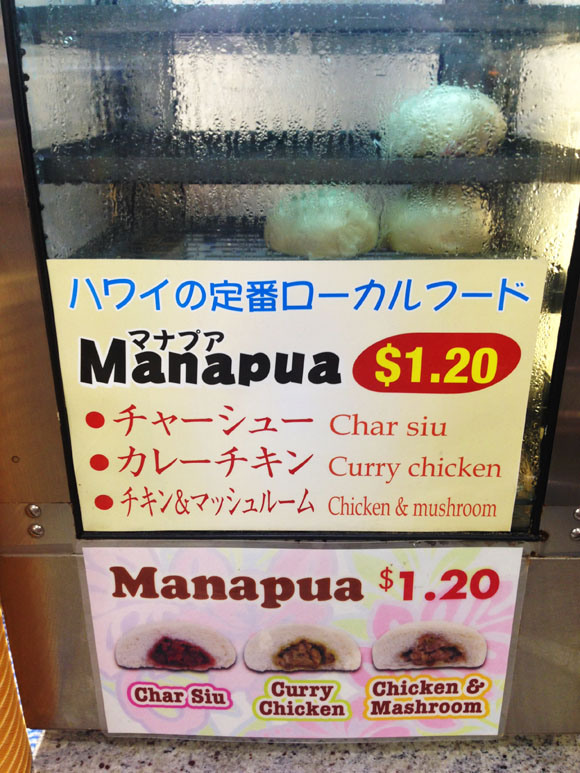 ハワイの定番ローカルフード
マナプア
Manapua $1.20
●チャーシュー Char siu
●カレーチキン Curry chicken
●チキン&マッシュルーム Chicken & mushroom
Manapua $1.20
Char Siu
Curry Chicken
Chicken & Mashroom